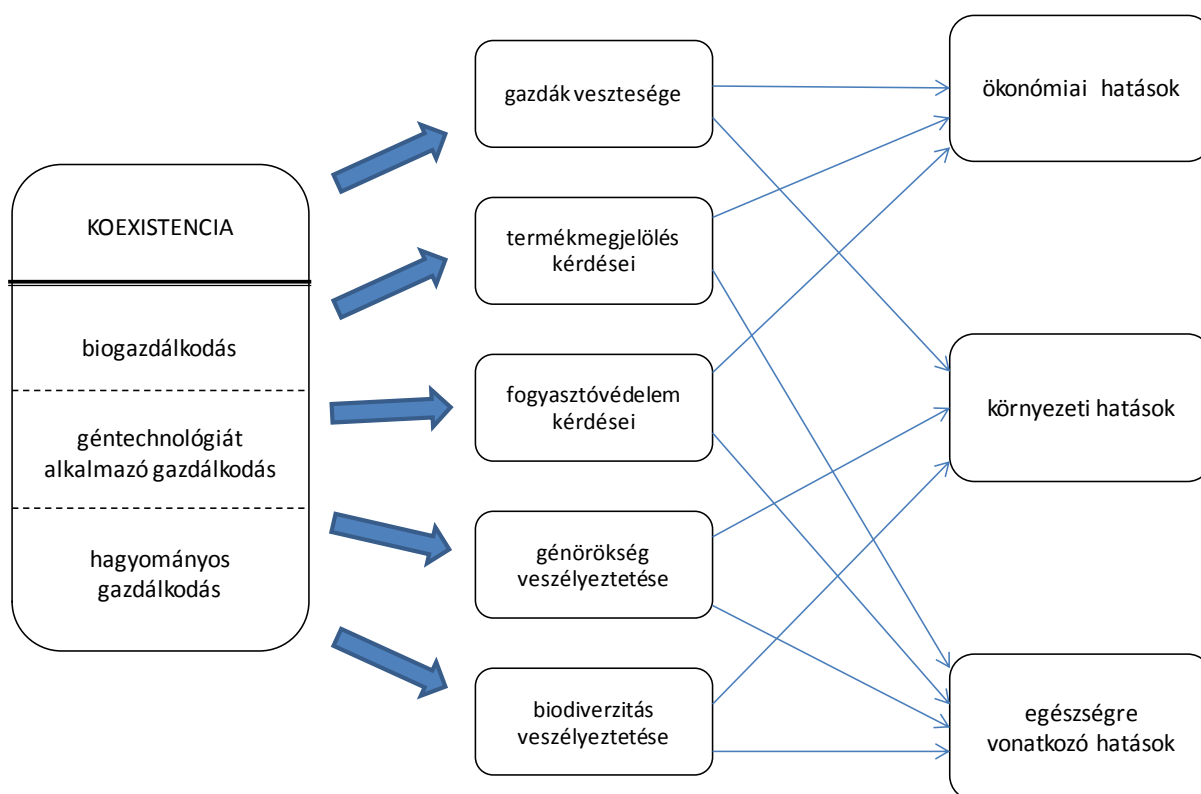 KOEXISTENCIA
biogazdálkodás
géntechnológiát
alkalmazó gazdálkodás
hagyományos
gazdálkodás
gazdák vesztesége
termékmegjelölés
kérdései
fogyasztóvédelem
kérdései
génörökség
veszélyeztetése
biodiverzitás
veszélyeztetése
ökonómiai hatások
környezeti hatások
egészségre
vonatkozó hatások